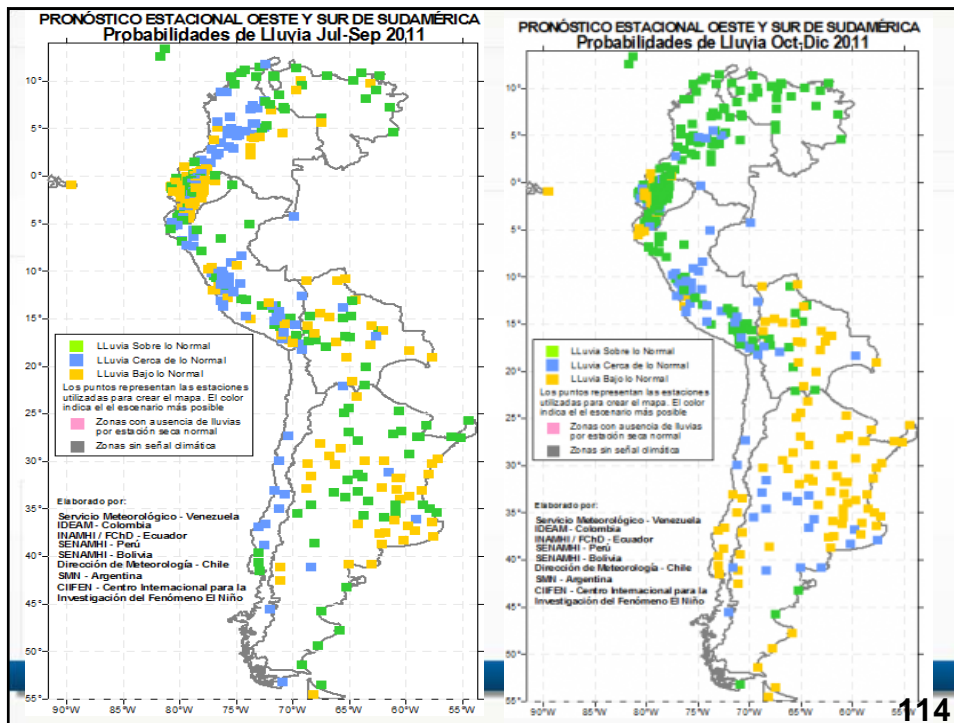 PRONÓSTICO ESTACIONAL OESTE Y SUR DE SUDAMÉRICA
Probabilidades de Lluvia Jul-Sep 2011
10°
5°
0°
5°
10°
15°
20°
25°
30°
35°
40°
45°
50°
55°
90°W
85°W
80°W
75°W
70°W
65°W
60°W
55°W
LLuvia Sobre lo Normal
LLuvia Cerca de lo Normal
LLuvia Bajo lo Normal
Los puntos representan las estaciones
utilizadas para crear el mapa. El color
indica el el escenario más posible
Zonas con ausencia de lluvias
por estación seca normal
Zonas sin señal climática
Elaborado por:
Servicio Meteorológico - Venezuela
IDEAM - Colombia
INAMHI / FChD - Ecuador
SENAMHI - Perú
SENAMHI - Bolivia
Dirección de Meteorología - Chile
SMN - Argentina
CIIFEN - Centro Internacional para la
Investigación del Fenómeno El Niño
PRONÓSTICO ESTACIONAL OESTE Y SUR DE SUDAMÉRICA
Probabilidades de Lluvia Oct-Dic 2011
10°
5°
0°
5°
10°
15°
20°
25°
30°
35°
40°
45°
50°
55°
90°W
85°W
80°W
75°W
70°W
65°W
60°W
55°W
LLuvia Sobre lo Normal
LLuvia Cerca de lo Normal
LLuvia Bajo lo Normal
Los puntos representan las estaciones
utilizadas para crear el mapa. El color
indica el el escenario más posible
Zonas con ausencia de lluvias
por estación seca normal
Zonas sin señal climática
Elaborado por:
Servicio Meteorológico - Venezuela
IDEAM - Colombia
INAMHI / FChD - Ecuador
SENAMHI - Perú
SENAMHI - Bolivia
Dirección de Meteorología - Chile
SMN - Argentina
CIIFEN - Centro Internacional para la
Investigación del Fenómeno El Niño
114